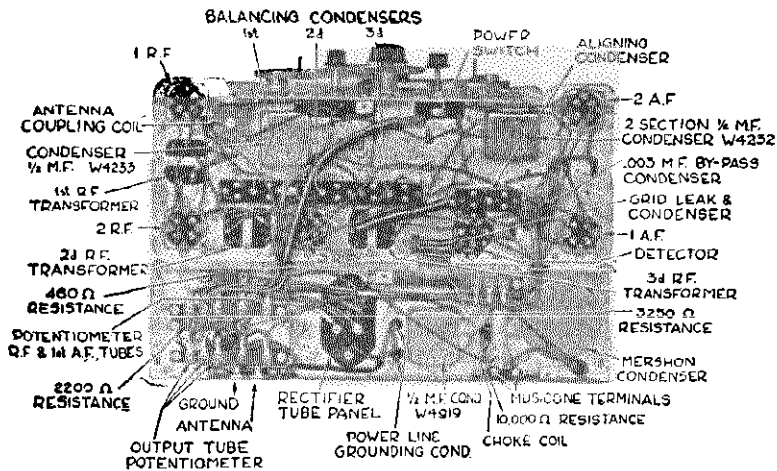 BALANCING CONDENSERS
1st 2d 3d
POWER
SWITCH
ALIGNING
CONDENSER
1 R.F.
ANTENNA
COUPLING COIL
CONDENSER
½ M.F. W4233
1st R.F.
TRANSFORMER
2 R.F.
2d R.F.
TRANSFORMER
460 Ω
RESISTANCE
POTENTIOMETER
R.F & 1st A.F. TUBES
2200 Ω
RESISTANCE
2 A.F
2 SECTION ½ M.F.
CONDENSER W4232
.003 M.F. BY-PASS
CONDENSER
GRID LEAK &
CONDENSER
1 A.F.
DETECTOR
3d R.F.
TRANSFORMER
3250 Ω
RESISTANCE
MERSHON
CONDENSER
GROUND
ANTENNA
OUTPUT TUBE
POTENTIOMETER
RECTIFIER
TUBE PANEL
POWER LINE
GROUNDING COND.
½ M.F. COND
W4819
MUSICONE TERMINALS
10,000 Ω RESISTANCE
CHOKE COIL